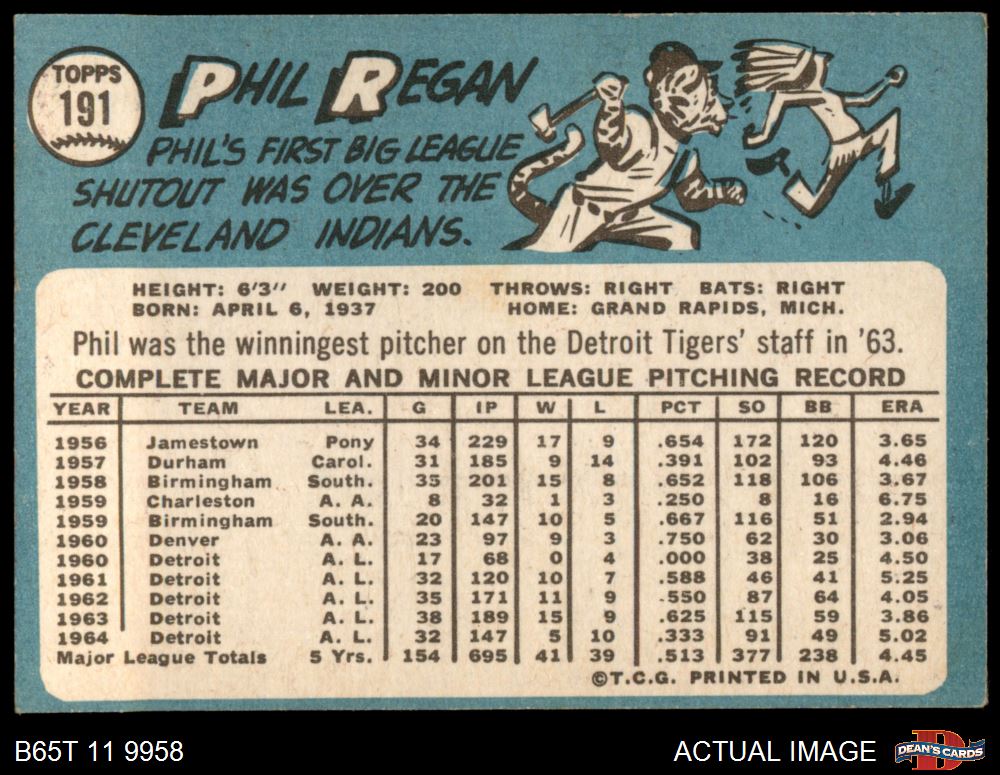 TOPPS
191
PHIL REGAN
PHIL'S FIRST BIG LEAGUE
SHUTOUT WAS OVER THE
CLEVELAND INDIANS.
HEIGHT: 6'3" WEIGHT: 200 THROWS: RIGHT BATS: RIGHT
BORN: APRIL 6, 1937 HOME: GRAND RAPIDS, MICH.
Phil was the winningest pitcher on the Detroit Tigers' staff in '63.
COMPLETE MAJOR AND MINOR LEAGUE PITCHING RECORD
YEAR TEAM LEA. G IP W L PCT SO BB ERA
1956 Jamestown Pony 34 229 17 9 .654 172 120 3.65
1957 Durham Carol. 31 185 9 14 .391 102 93 4.46
1958 Birmingham South. 35 201 15 8 .652 118 106 3.67
1959 Charleston A. A. 8 32 1 3 .250 8 16 6.75
1959 Birmingham South. 20 147 10 5 .667 116 51 2.94
1960 Denver A. A. 23 97 9 3 .750 62 30 3.06
1960 Detroit A. L. 17 68 0 4 .000 38 25 4.50
1961 Detroit A. L. 32 120 10 7 .588 46 41 5.25
1962 Detroit A. L. 35 171 11 9 .550 87 64 4.05
1963 Detroit A. L. 38 189 15 9 .625 115 59 3.86
1964 Detroit A. L. 32 147 5 10 .333 91 49 5.02
Major League Totals 5 Yrs. 154 695 41 39 .513 377 238 4.45
©T.C.G. PRINTED IN U.S.A.
B65T 11 9958 ACTUAL IMAGE
DEAN'S CARDS